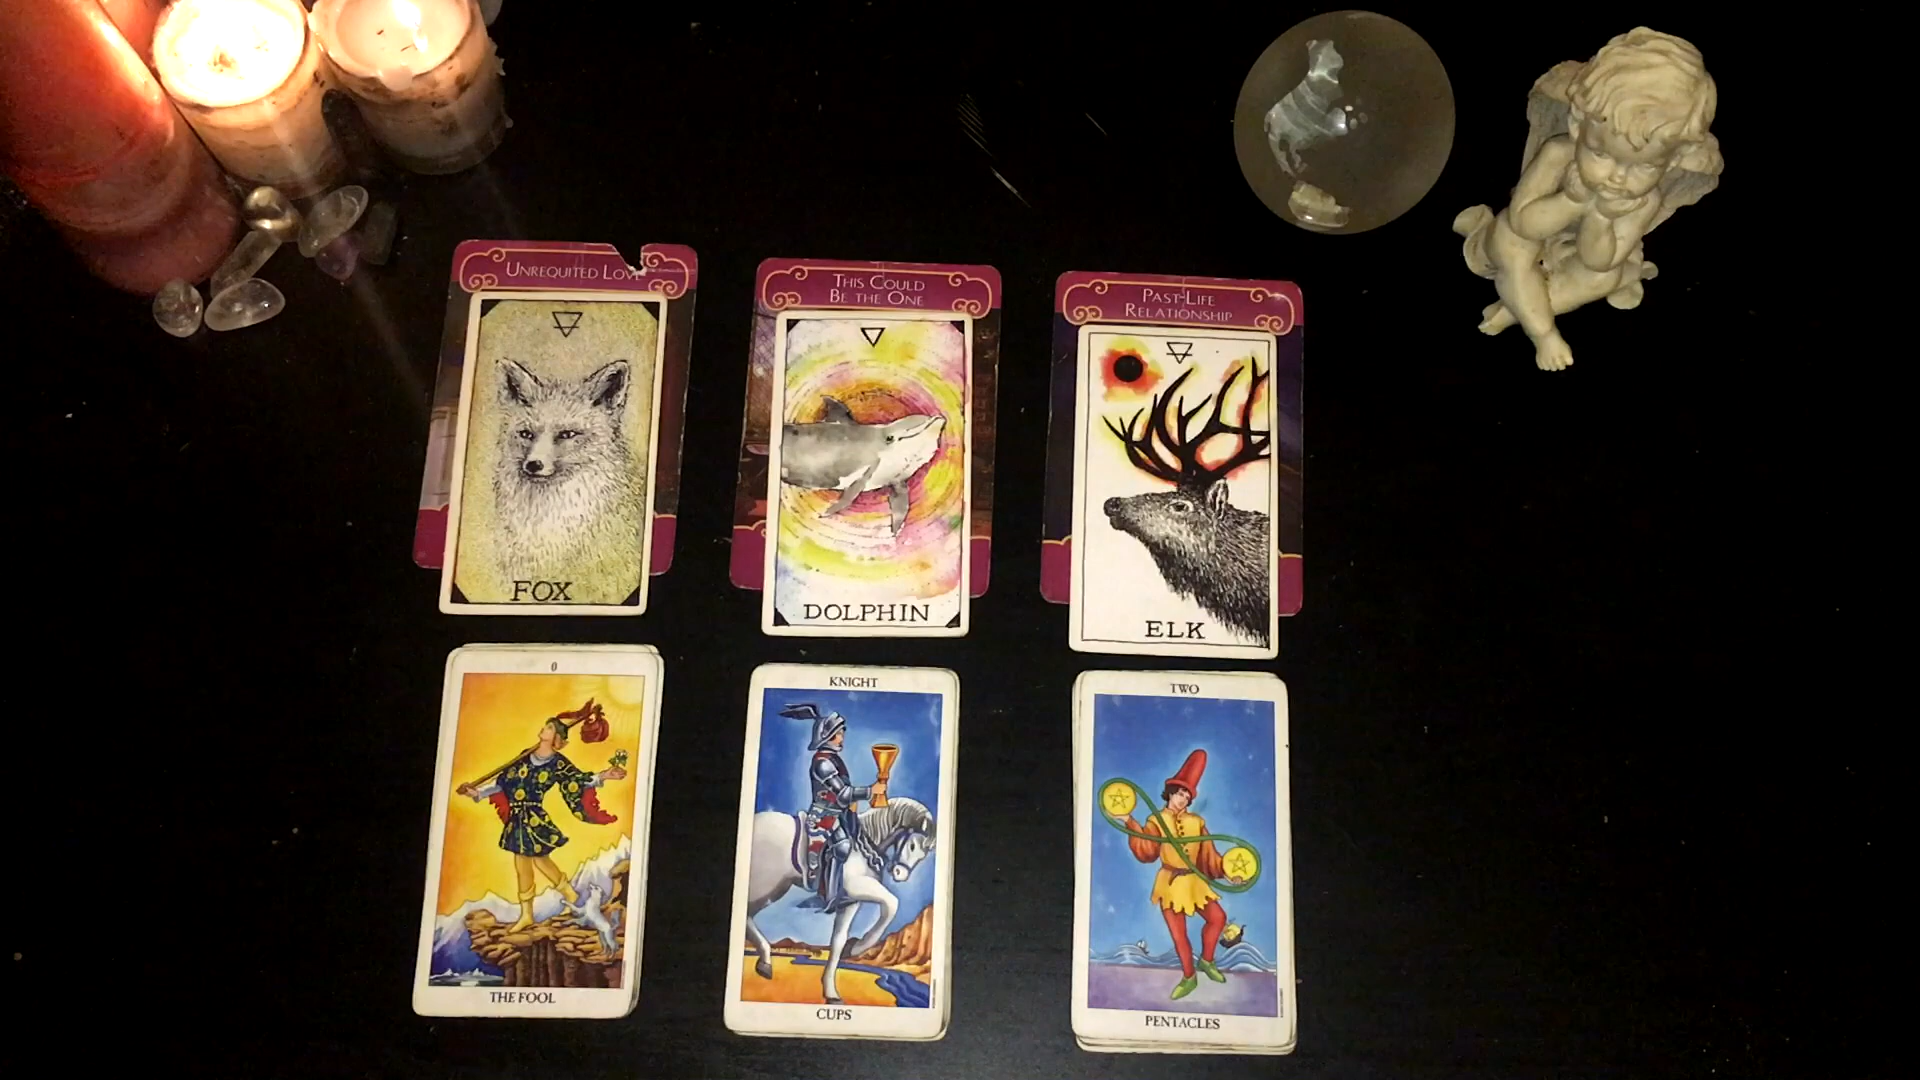 UNREQUITED LOVE
THIS COULD
BE THE ONE
PAST-LIFE
RELATIONSHIP
FOX
DOLPHIN
ELK
0
THE FOOL
KNIGHT
CUPS
TWO
PENTACLES